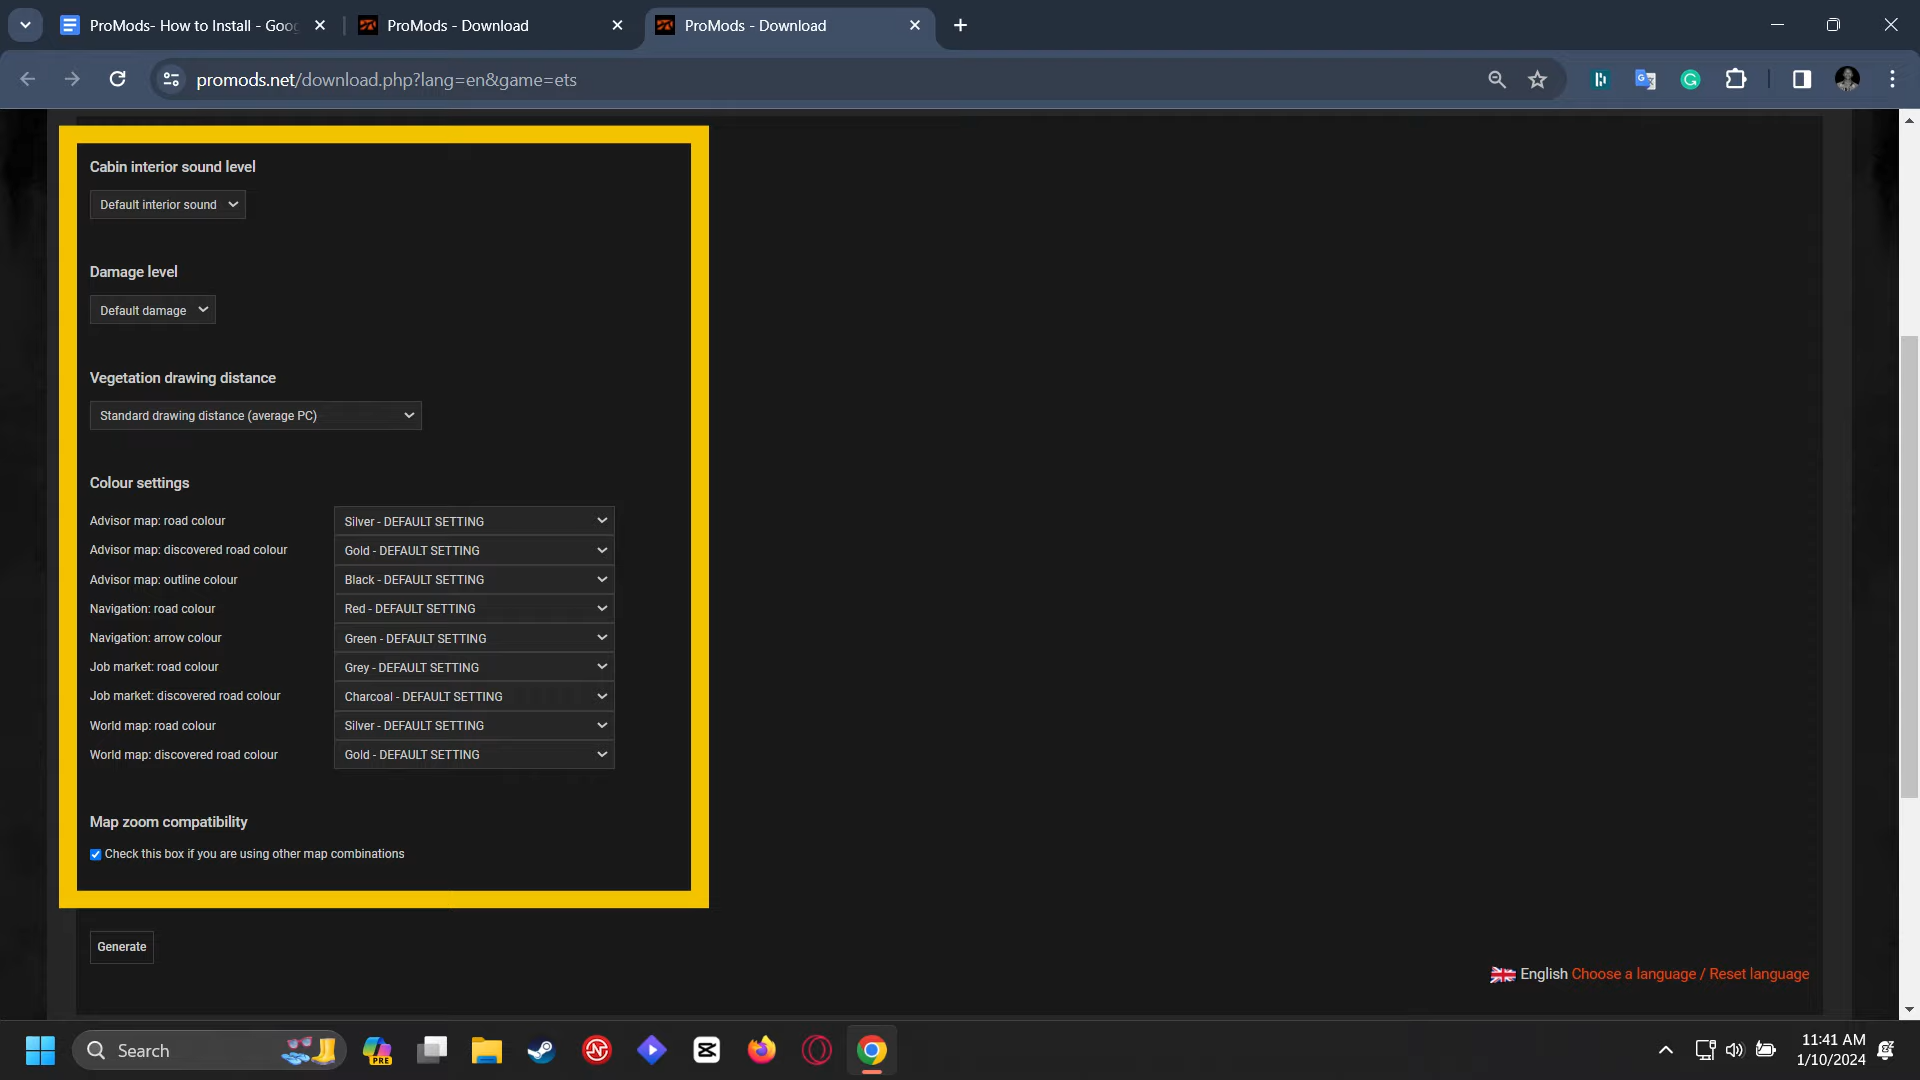 ProMods- How to Install - Goog
ProMods - Download
ProMods - Download
promods.net/download.php?lang=en&game=ets
Cabin interior sound level
Default interior sound
Damage level
Default damage
Vegetation drawing distance
Standard drawing distance (average PC)
Colour settings
Advisor map: road colour
Silver - DEFAULT SETTING
Advisor map: discovered road colour
Gold - DEFAULT SETTING
Advisor map: outline colour
Black - DEFAULT SETTING
Navigation: road colour
Red - DEFAULT SETTING
Navigation: arrow colour
Green - DEFAULT SETTING
Job market: road colour
Grey - DEFAULT SETTING
Job market: discovered road colour
Charcoal - DEFAULT SETTING
World map: road colour
Silver - DEFAULT SETTING
World map: discovered road colour
Gold - DEFAULT SETTING
Map zoom compatibility
Check this box if you are using other map combinations
Generate
English Choose a language / Reset language
Search
PRE
11:41 AM
1/10/2024